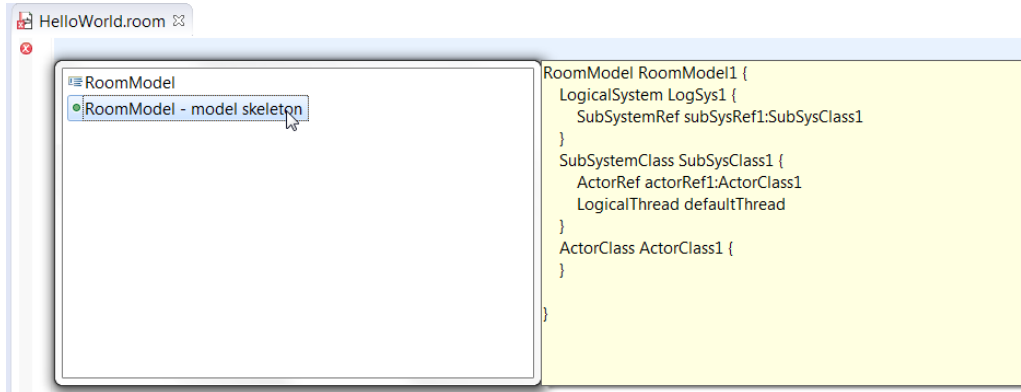 HelloWorld.room
RoomModel
RoomModel - model skeleton
RoomModel RoomModel1 {
LogicalSystem LogSys1 {
SubSystemRef subSysRef1:SubSysClass1
}
SubSystemClass SubSysClass1 {
ActorRef actorRef1:ActorClass1
LogicalThread defaultThread
}
ActorClass ActorClass1 {
}
}